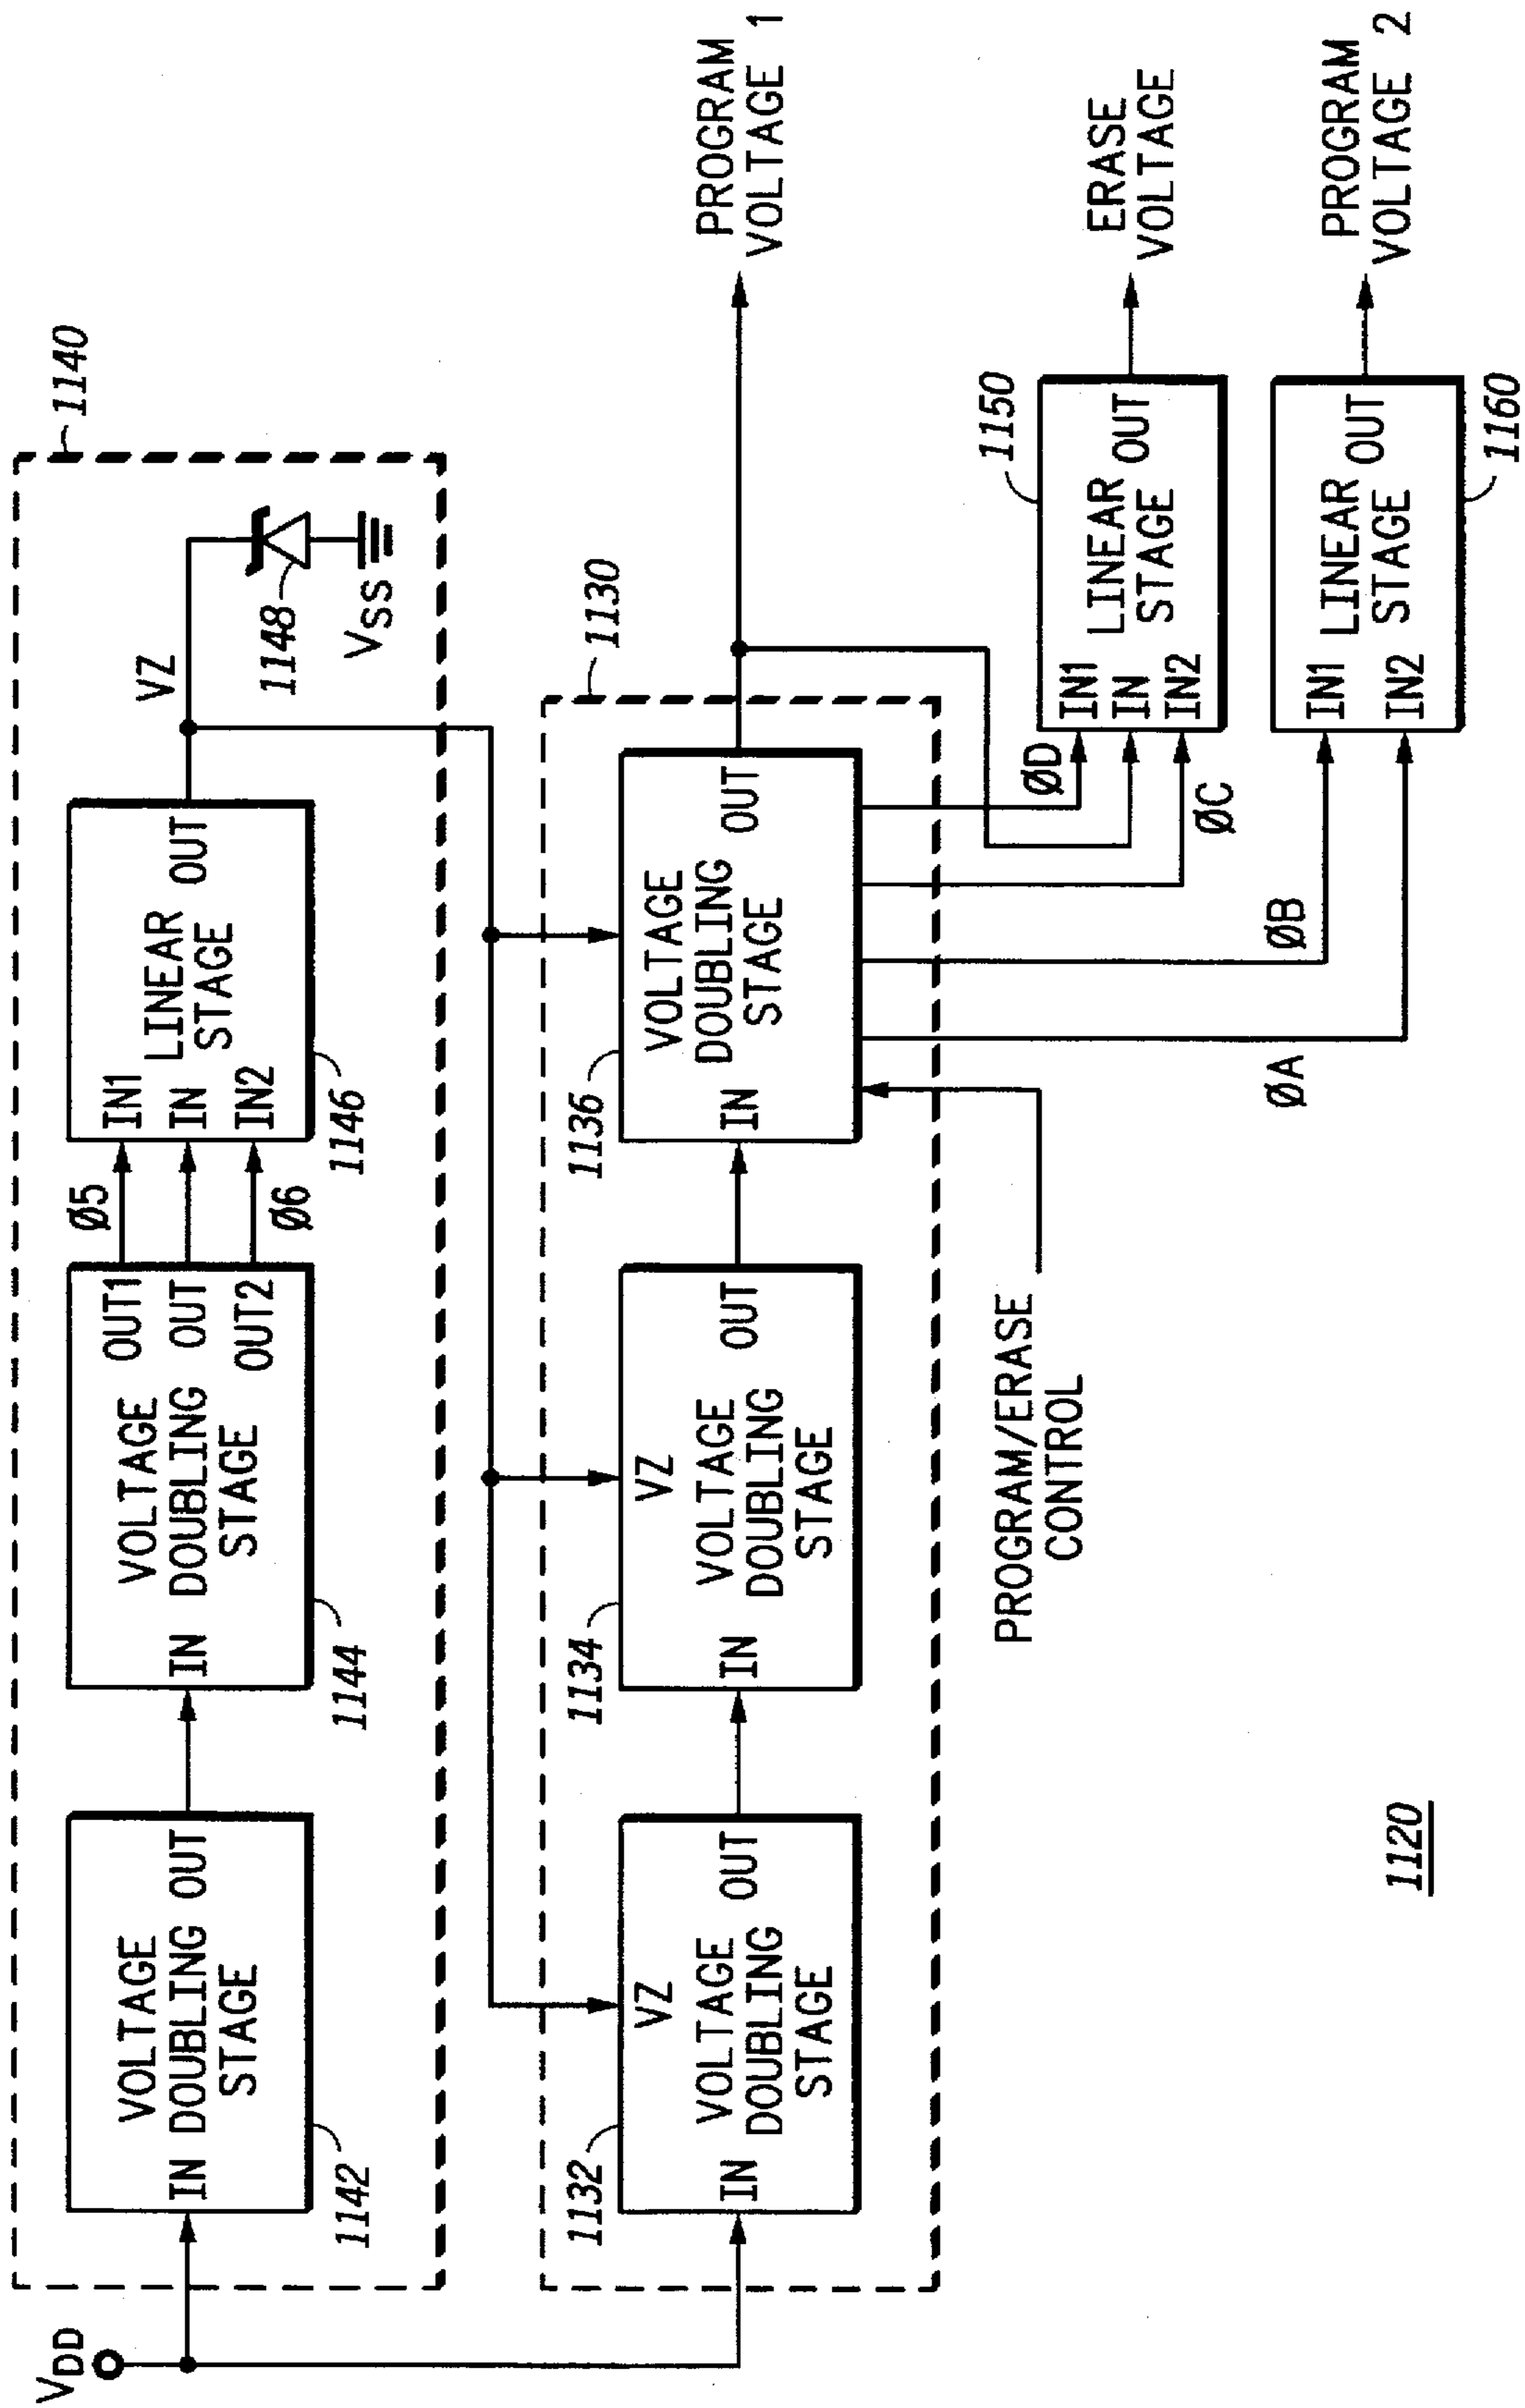 1140
VZ
1148
VSS
OUT1
OUT
OUT2
Ø5
Ø6
IN1
IN
IN2
LINEAR
STAGE
OUT
1146
VOLTAGE
IN DOUBLING
STAGE
1144
VOLTAGE
IN DOUBLING OUT
STAGE
1142
VDD
1130
VZ
VOLTAGE
DOUBLING
STAGE
IN
OUT
1132
VZ
VOLTAGE
DOUBLING
STAGE
IN
OUT
1134
VOLTAGE
DOUBLING
STAGE
IN
OUT
1136
PROGRAM
VOLTAGE 1
PROGRAM/ERASE
CONTROL
ØA
ØB
ØC
ØD
1150
IN1
IN
IN2
LINEAR
STAGE
OUT
ERASE
VOLTAGE
IN1
IN2
LINEAR
STAGE
OUT
1160
PROGRAM
VOLTAGE 2
1120